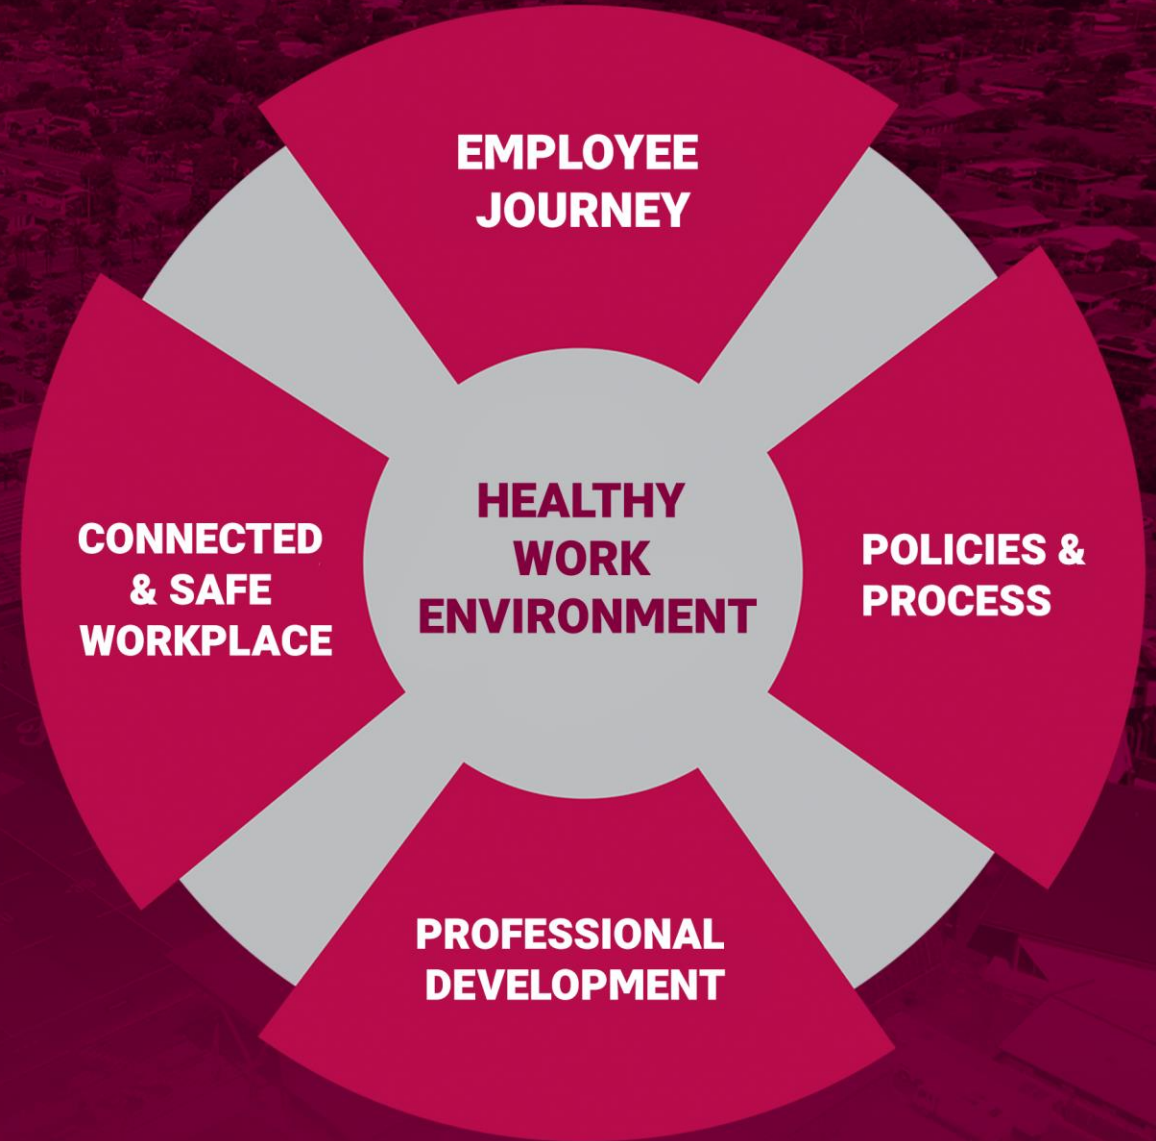 EMPLOYEE
JOURNEY
HEALTHY
WORK
ENVIRONMENT
CONNECTED
& SAFE
WORKPLACE
POLICIES &
PROCESS
PROFESSIONAL
DEVELOPMENT